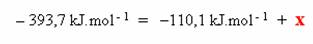 – 393,7 kJ.mol⁻¹ = –110,1 kJ.mol⁻¹ + x